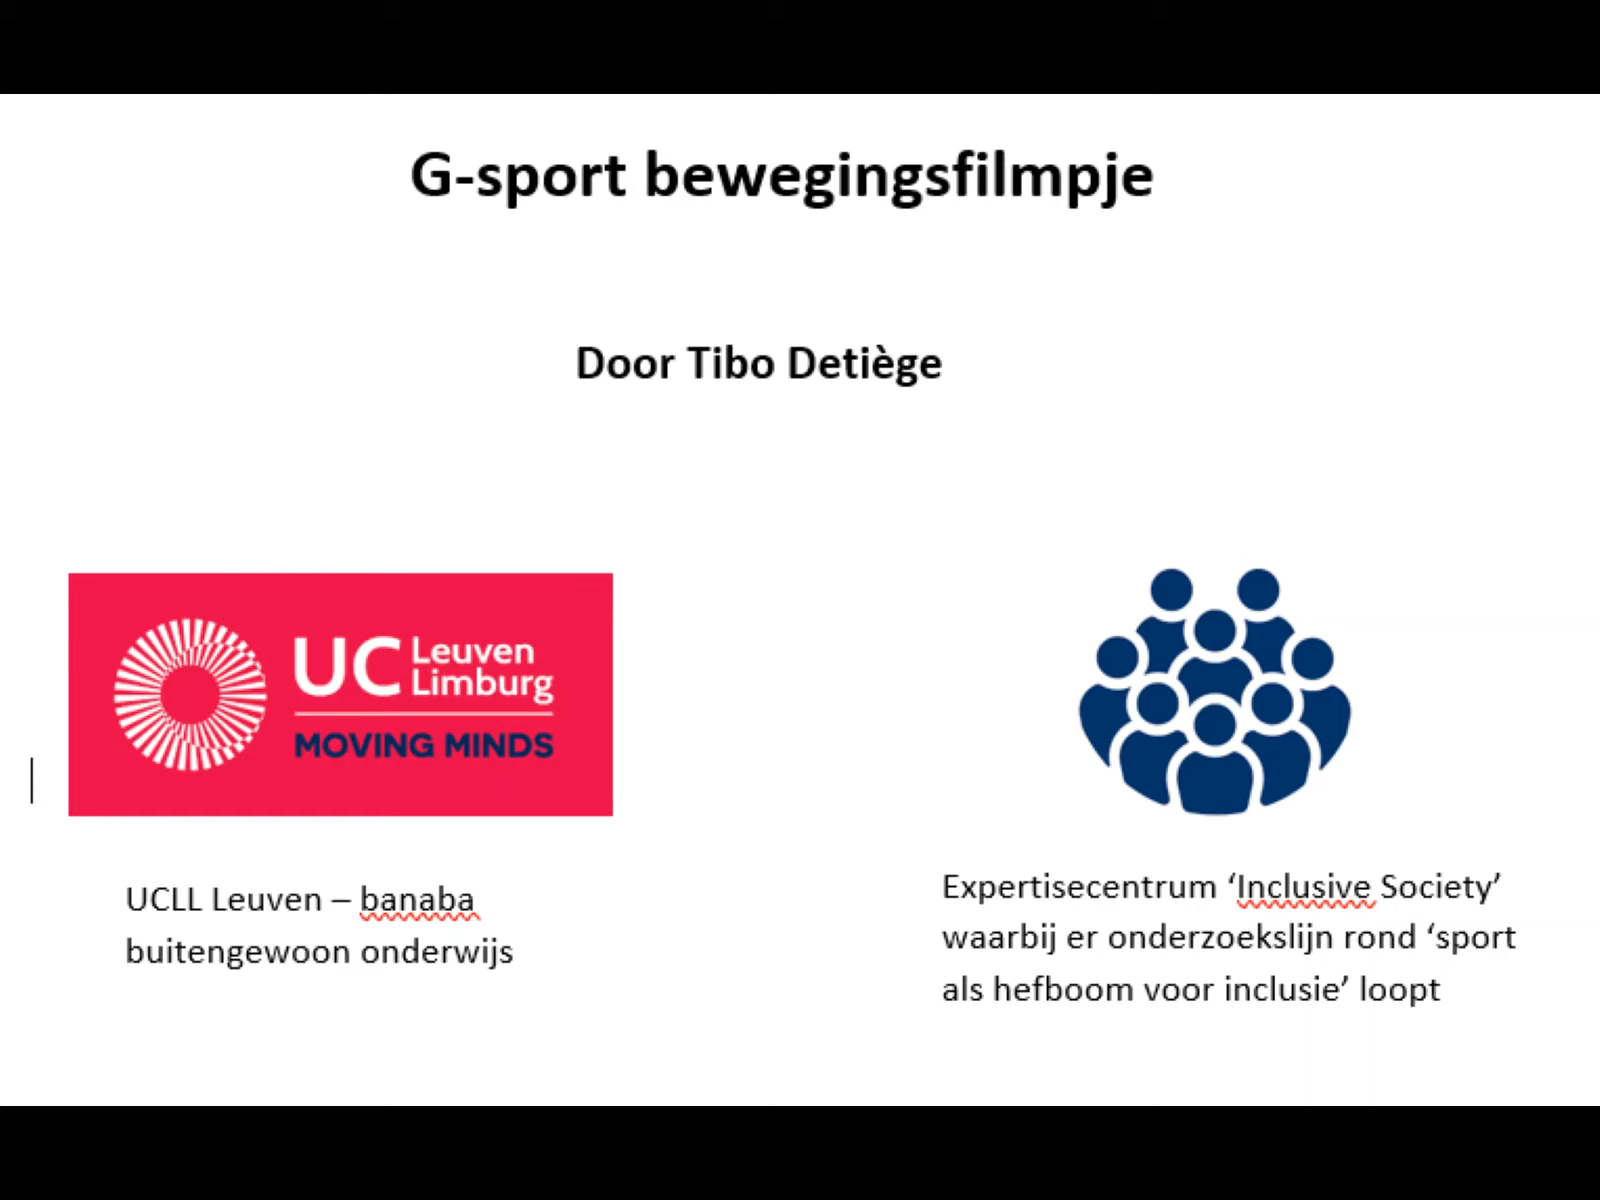 G-sport bewegingsfilmpje
Door Tibo Detiège
UC Leuven
Limburg
MOVING MINDS
UCLL Leuven – banaba
buitengewoon onderwijs
Expertisecentrum ‘Inclusive Society’
waarbij er onderzoekslijn rond ‘sport
als hefboom voor inclusie’ loopt